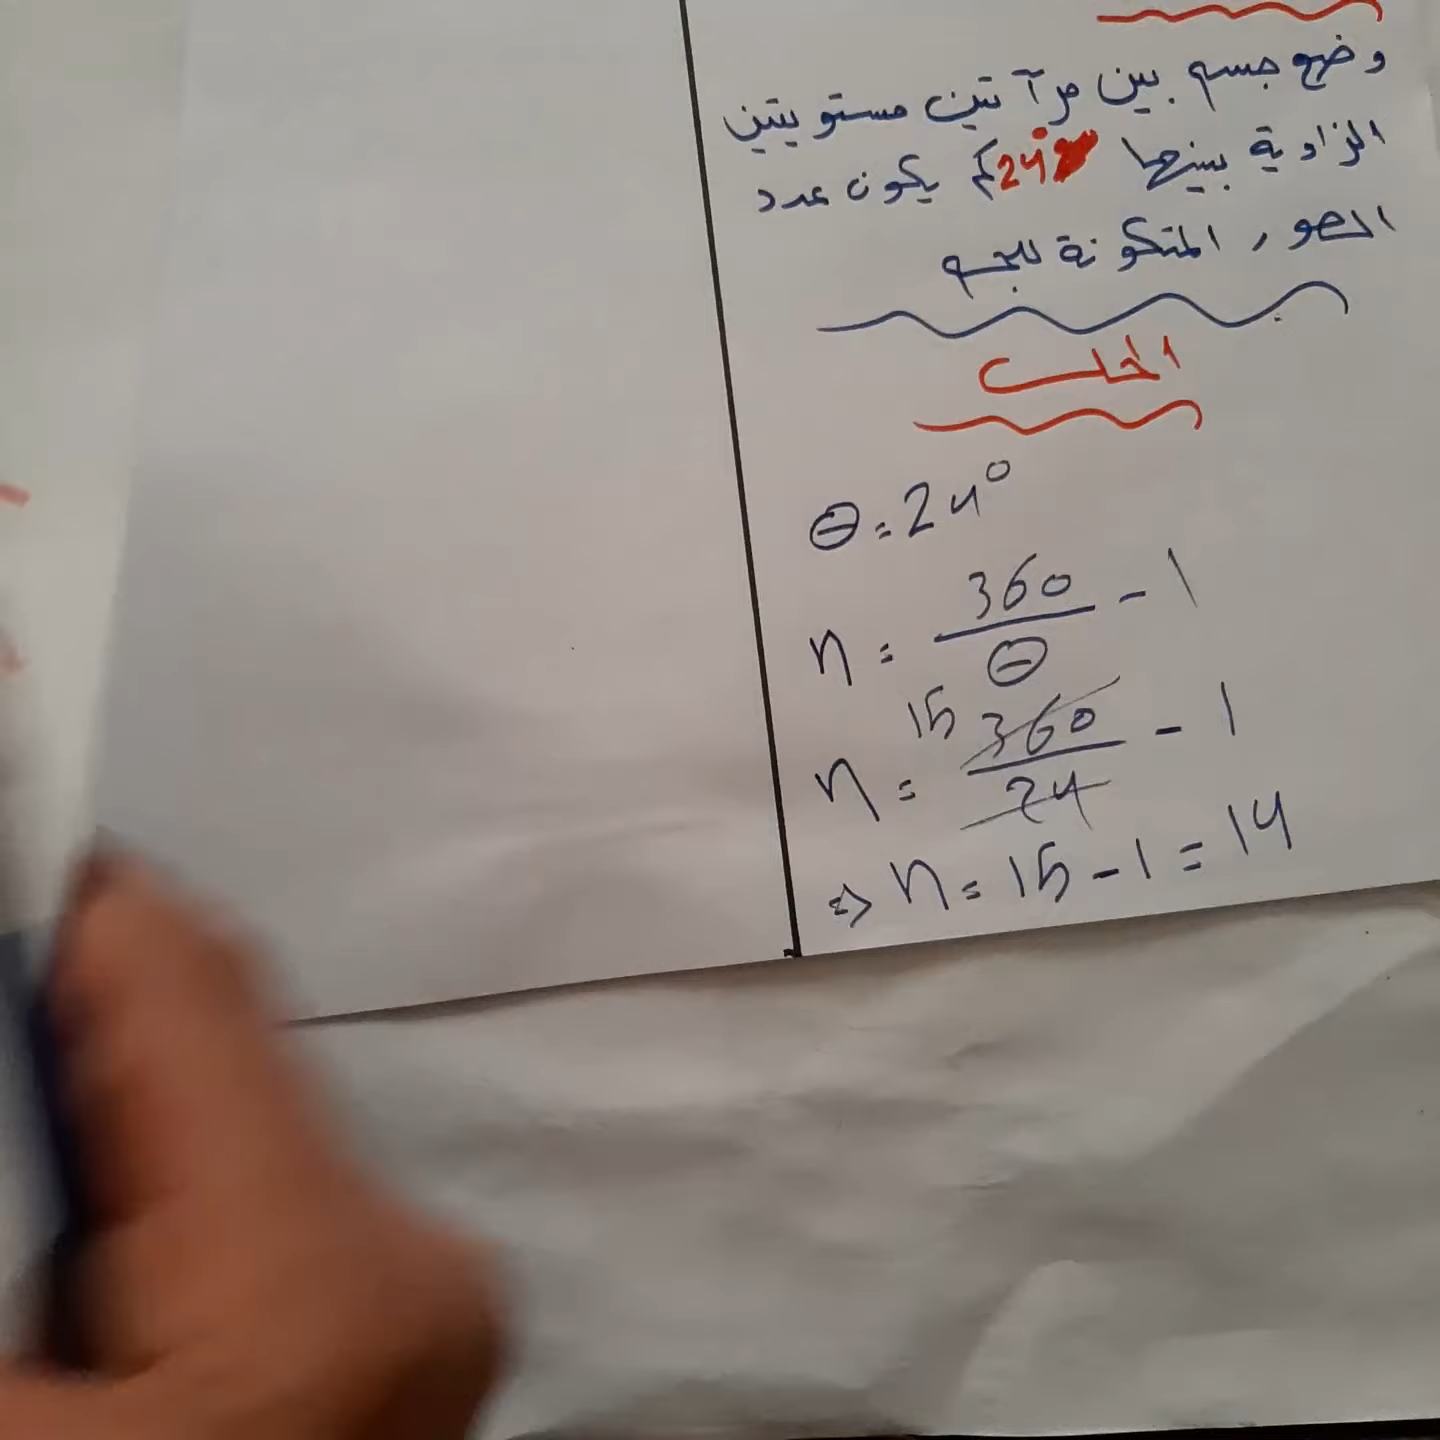 وضع جسم بين مرآتين مستويتين
الزاوية بينهما 24° كم يكون عدد
الصور المتكونة للجسم
الحل
θ = 24°
n = 360/θ - 1
n = 15 360/24 - 1
⇒ n = 15 - 1 = 14